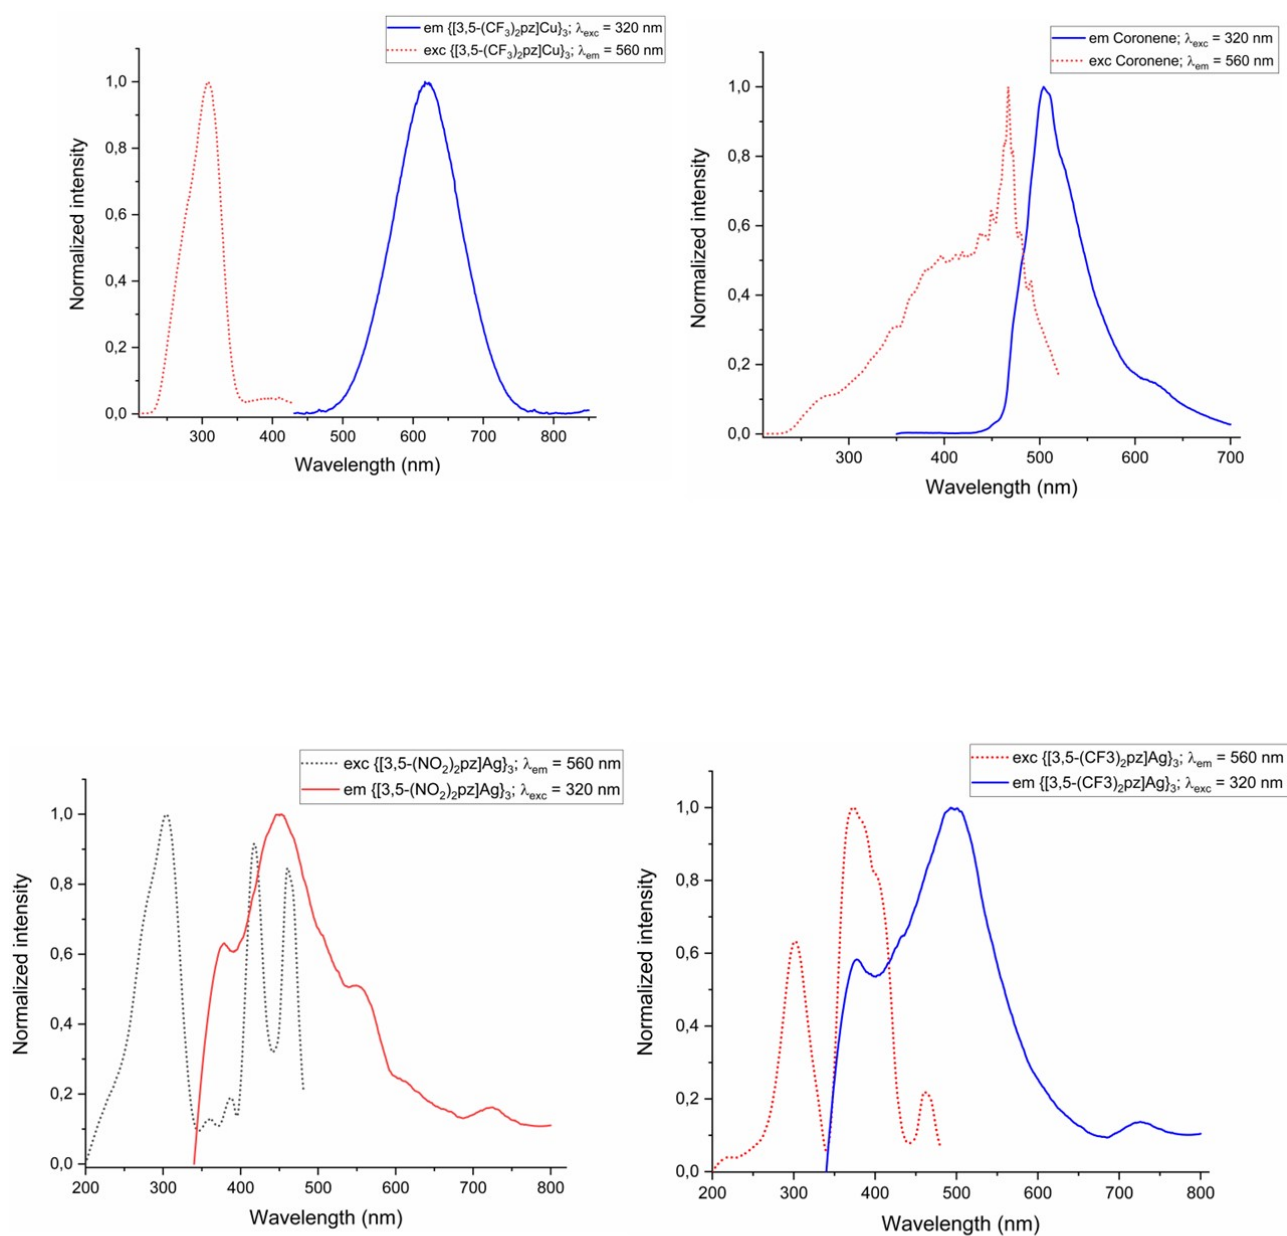 em {[3,5-(CF₃)₂pz]Cu}₃; λexc = 320 nm
exc {[3,5-(CF₃)₂pz]Cu}₃; λem = 560 nm
1,0
0,8
0,6
0,4
0,2
0,0
Normalized intensity
300 400 500 600 700 800
Wavelength (nm)
em Coronene; λexc = 320 nm
exc Coronene; λem = 560 nm
1,0
0,8
0,6
0,4
0,2
0,0
Normalized intensity
300 400 500 600 700
Wavelength (nm)
exc {[3,5-(NO₂)₂pz]Ag}₃; λem = 560 nm
em {[3,5-(NO₂)₂pz]Ag}₃; λexc = 320 nm
1,0
0,8
0,6
0,4
0,2
0,0
Normalized intensity
200 300 400 500 600 700 800
Wavelength (nm)
exc {[3,5-(CF3)₂pz]Ag}₃; λem = 560 nm
em {[3,5-(CF3)₂pz]Ag}₃; λexc = 320 nm
1,0
0,8
0,6
0,4
0,2
0,0
Normalized intensity
200 300 400 500 600 700 800
Wavelength (nm)